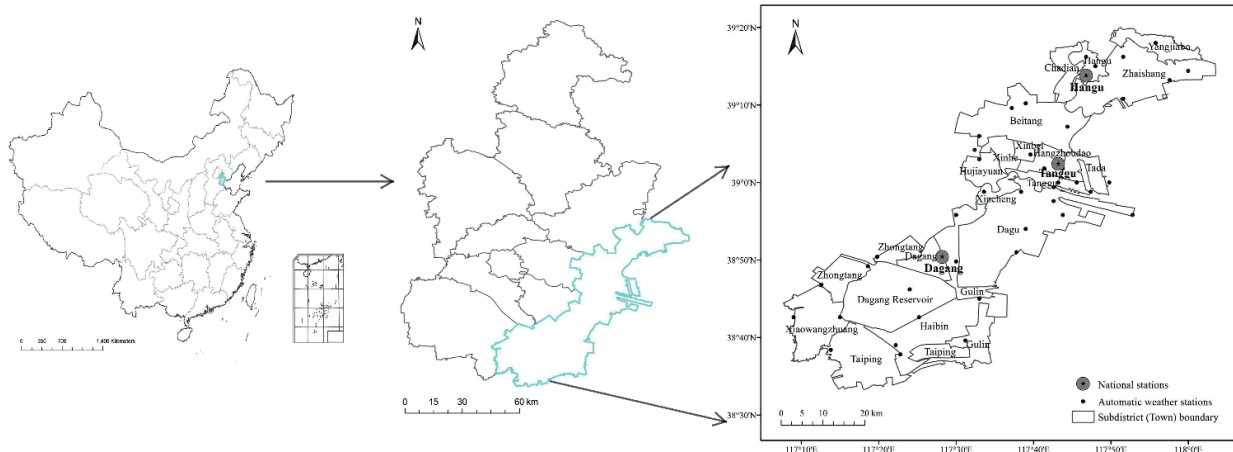 0 350 700 1,400 Kilometers
N
0 15 30 60 km
N
39°20'N
39°10'N
39°0'N
38°50'N
38°40'N
38°30'N
Yangjiabo
Hangu
Chadian
Zhaishang
Hangu
Beitang
Xinbei
Hangzhoudao
Xinhe
Hujiayuan
Tanggu
Tada
Tanggu
Xincheng
Dagu
Zhongtang
Dagang
Dagang
Zhongtang
Gulin
Dagang Reservoir
Xiaowangzhuang
Haibin
Gulin
Taiping
Taiping
National stations
Automatic weather stations
Subdistrict (Town) boundary
0 10 20 km
117°10'E
117°20'E
117°30'E
117°40'E
117°50'E
118°0'E